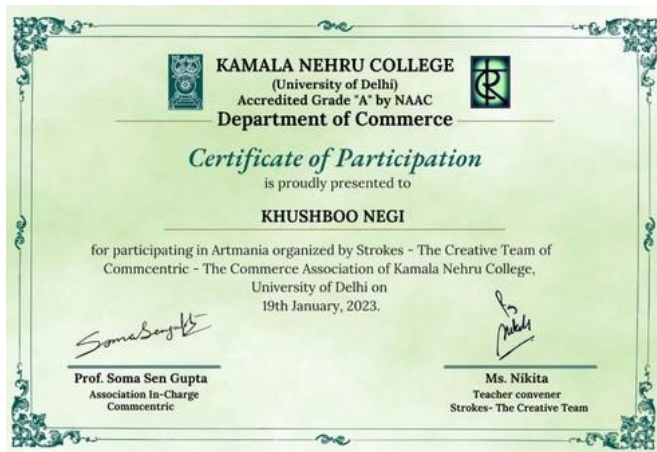 KAMALA NEHRU COLLEGE
(University of Delhi)
Accredited Grade "A" by NAAC
Department of Commerce
Certificate of Participation
is proudly presented to
KHUSHBOO NEGI
for participating in Artmania organized by Strokes - The Creative Team of
Commcentric - The Commerce Association of Kamala Nehru College,
University of Delhi on
19th January, 2023.
Prof. Soma Sen Gupta
Association In-Charge
Commcentric
Ms. Nikita
Teacher convener
Strokes- The Creative Team